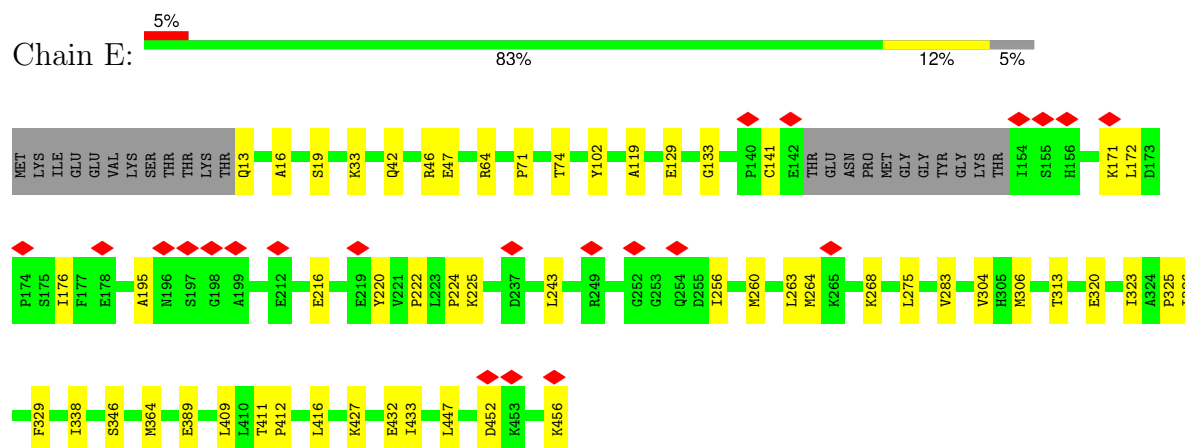 5%
Chain E:
83% 12% 5%
MET LYS ILE GLU GLU VAL LYS SER THR THR LYS THR Q13 A16 S19 K33 Q42 R46 E47 R64 P71 T74 Y102 A119 E129 G133 P140 C141 E142 THR GLU ASN PRO MET GLY GLY TYR GLY LYS THR I154 S155 H156 K171 L172 D173
P174 S175 I176 F177 E178 A195 N196 S197 G198 A199 E212 E216 E219 Y220 V221 P222 L223 P224 K225 D237 L243 R249 G252 G253 Q254 D255 I256 M260 L263 M264 K265 K268 L275 V283 V304 H305 M306 T313 E320 I323 A324 P325
F329 I338 S346 M364 E389 L409 L410 T411 P412 L416 K427 E432 I433 L447 D452 K453 K456